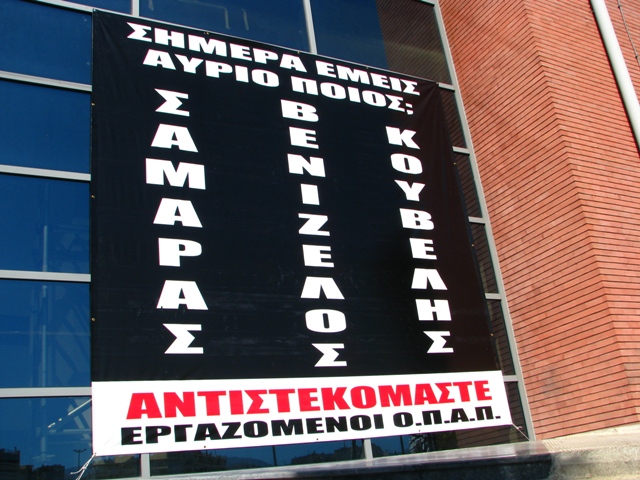 ΣΗΜΕΡΑ ΕΜΕΙΣ
ΑΥΡΙΟ ΠΟΙΟΣ;
ΣΑΜΑΡΑΣ
ΒΕΝΙΖΕΛΟΣ
ΚΟΥΒΕΛΗΣ
ΑΝΤΙΣΤΕΚΟΜΑΣΤΕ
ΕΡΓΑΖΟΜΕΝΟΙ Ο.Π.Α.Π.